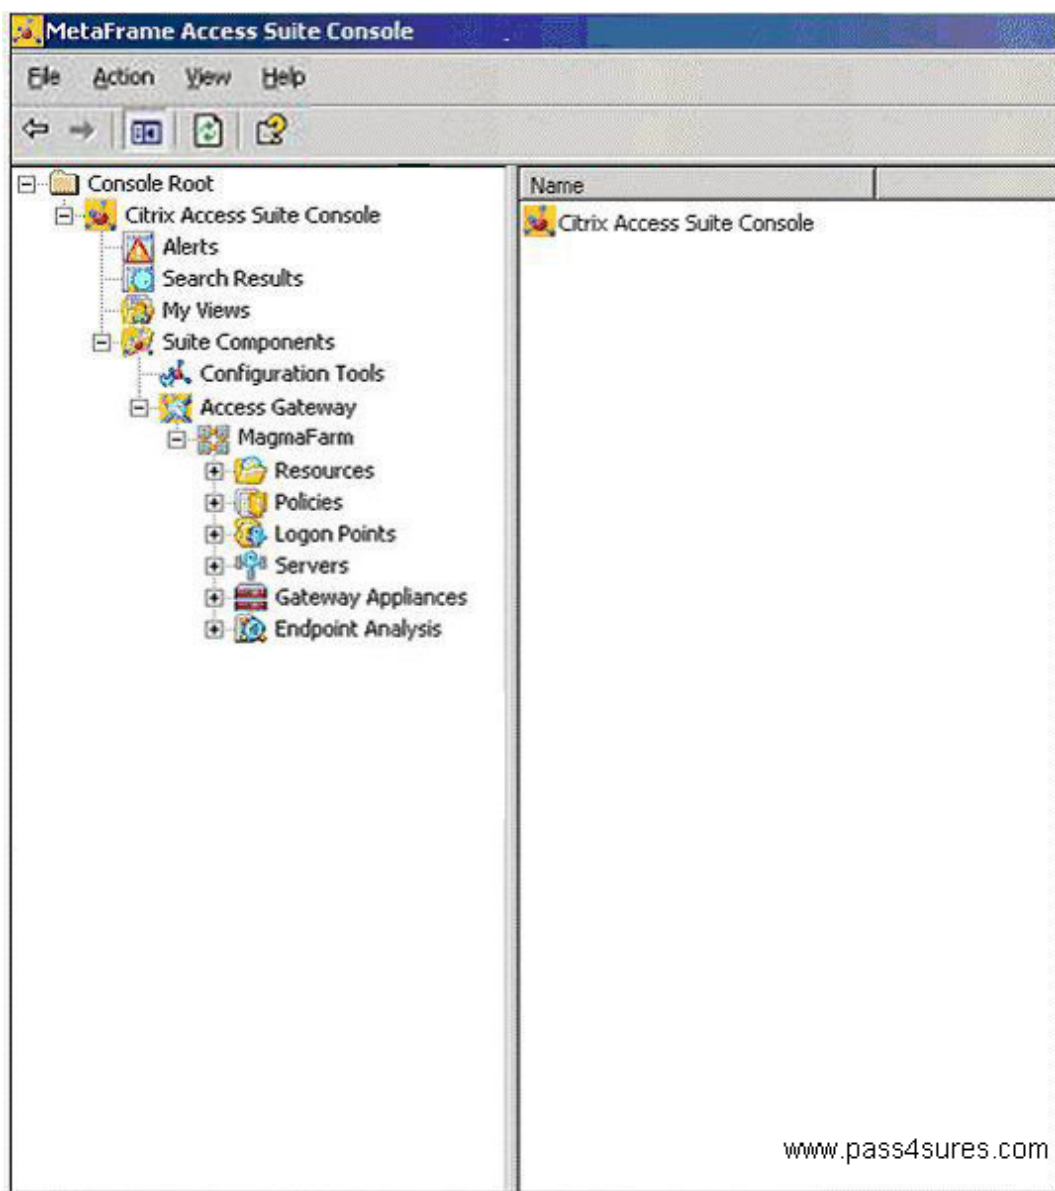 MetaFrame Access Suite Console
File Action View Help
Console Root
Citrix Access Suite Console
Alerts
Search Results
My Views
Suite Components
Configuration Tools
Access Gateway
MagmaFarm
Resources
Policies
Logon Points
Servers
Gateway Appliances
Endpoint Analysis
Name
Citrix Access Suite Console
www.pass4sures.com